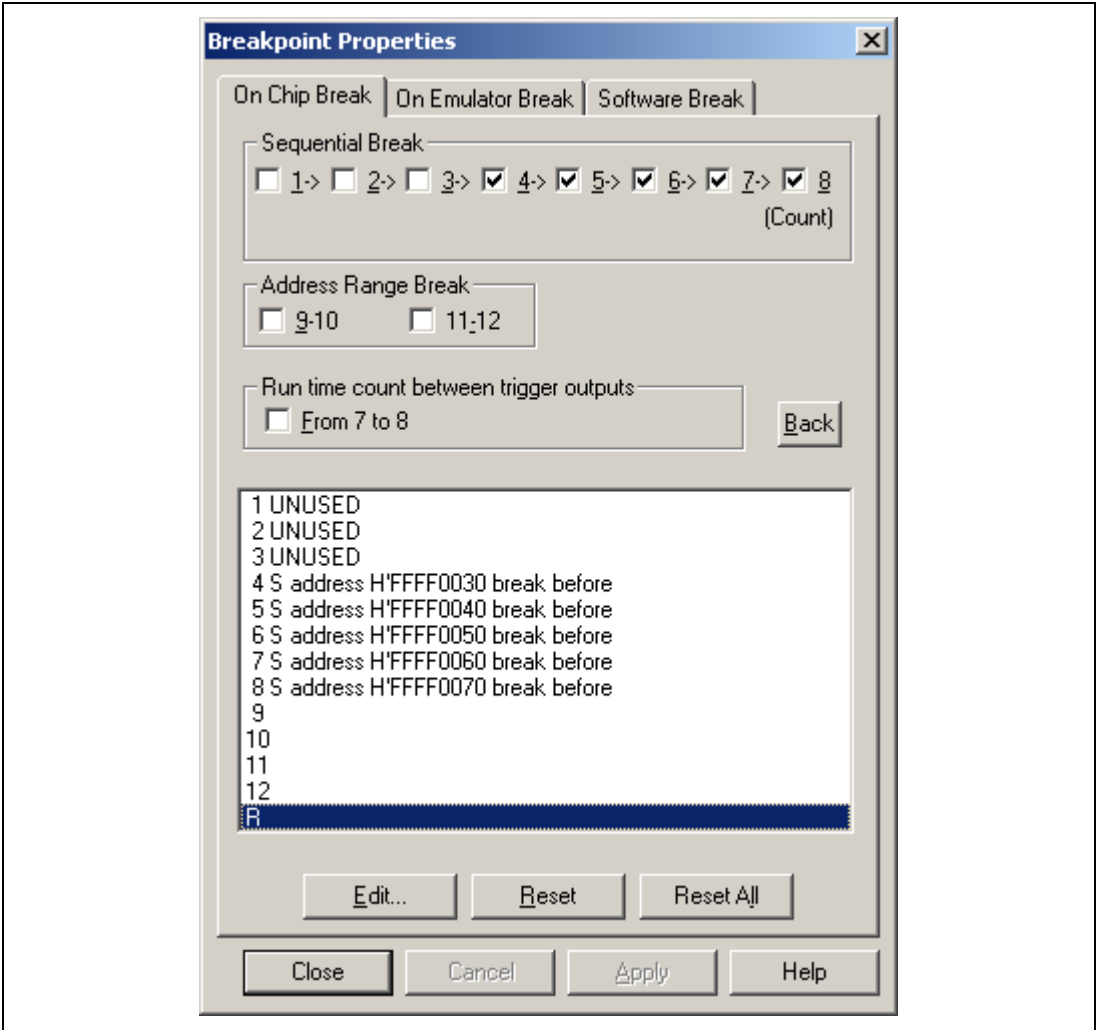 Breakpoint Properties
On Chip Break On Emulator Break Software Break
Sequential Break
1-> 2-> 3-> 4-> 5-> 6-> 7-> 8
(Count)
Address Range Break
9-10 11-12
Run time count between trigger outputs
From 7 to 8
Back
1 UNUSED
2 UNUSED
3 UNUSED
4 S address H'FFFF0030 break before
5 S address H'FFFF0040 break before
6 S address H'FFFF0050 break before
7 S address H'FFFF0060 break before
8 S address H'FFFF0070 break before
9
10
11
12
R
Edit... Reset Reset All
Close Cancel Apply Help